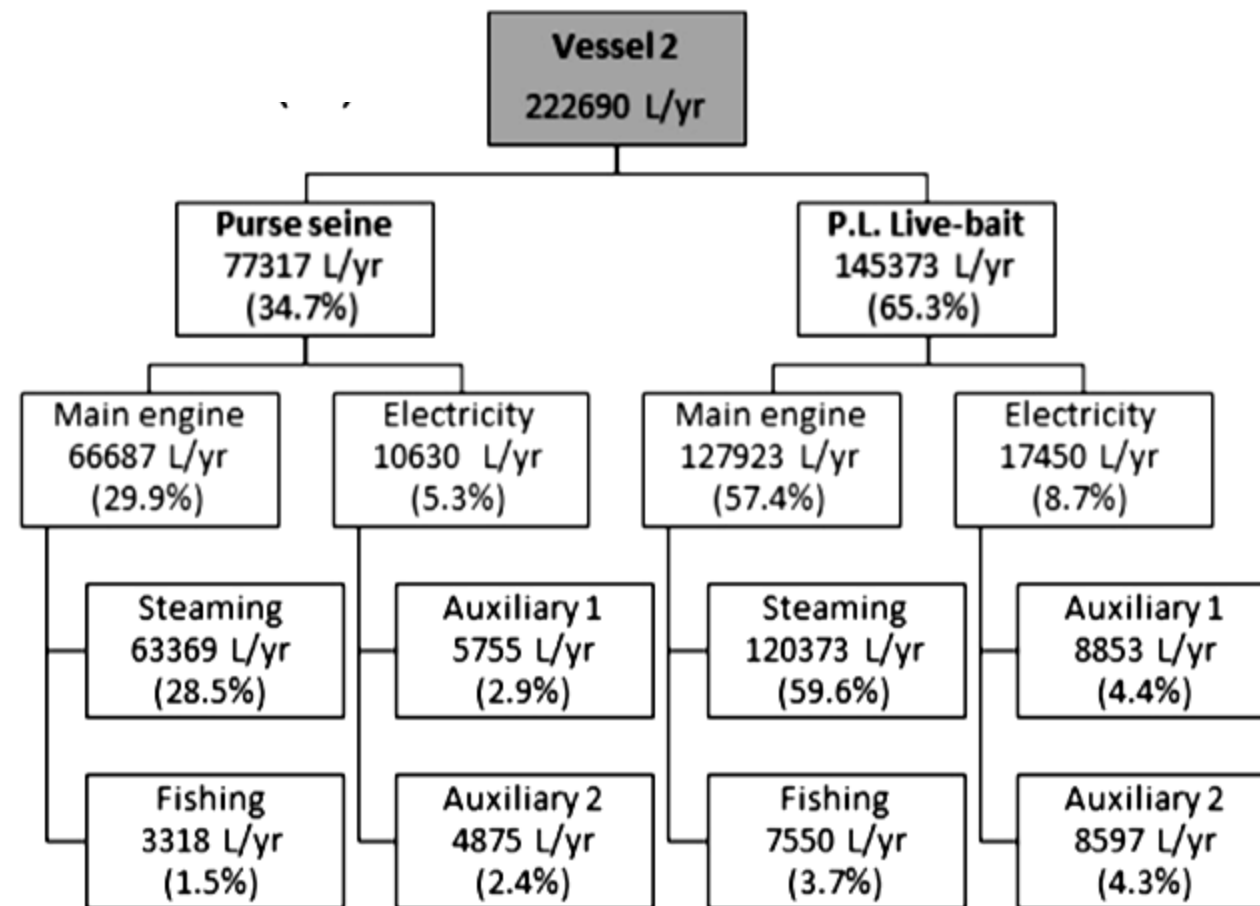 Vessel 2
222690 L/yr
Purse seine
77317 L/yr
(34.7%)
P.L. Live-bait
145373 L/yr
(65.3%)
Main engine
66687 L/yr
(29.9%)
Electricity
10630 L/yr
(5.3%)
Main engine
127923 L/yr
(57.4%)
Electricity
17450 L/yr
(8.7%)
Steaming
63369 L/yr
(28.5%)
Auxiliary 1
5755 L/yr
(2.9%)
Steaming
120373 L/yr
(59.6%)
Auxiliary 1
8853 L/yr
(4.4%)
Fishing
3318 L/yr
(1.5%)
Auxiliary 2
4875 L/yr
(2.4%)
Fishing
7550 L/yr
(3.7%)
Auxiliary 2
8597 L/yr
(4.3%)